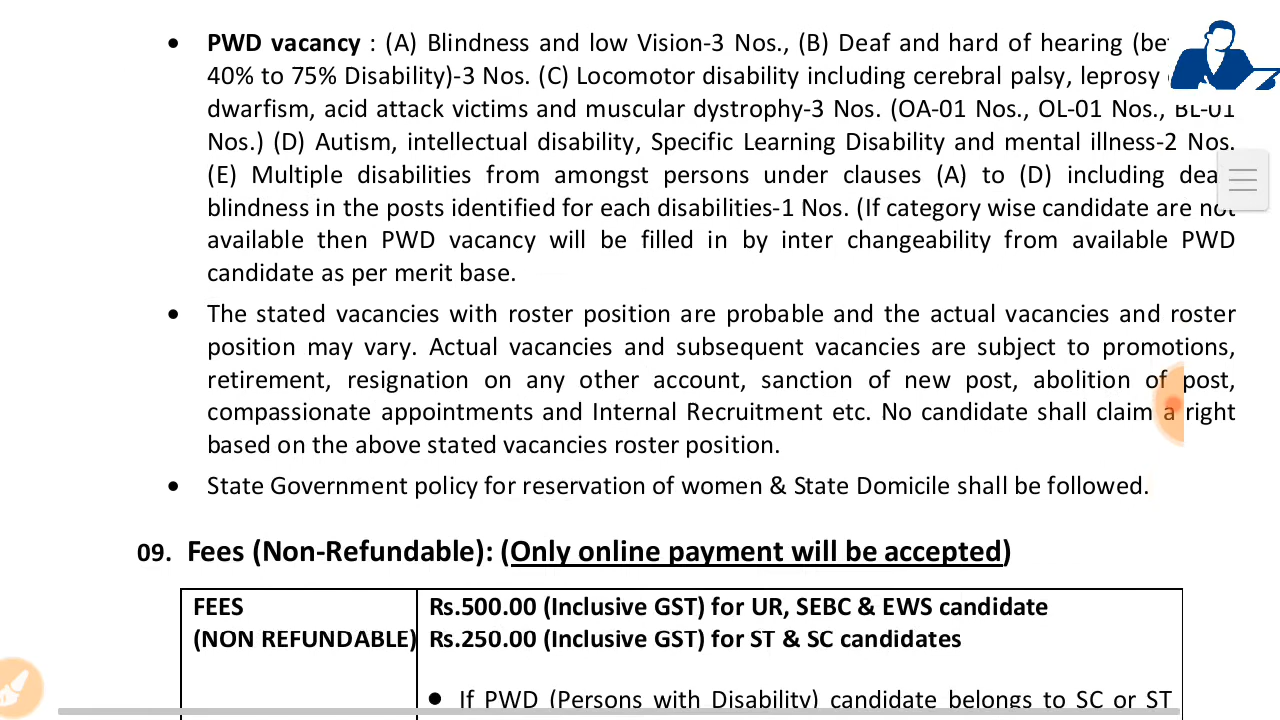 • PWD vacancy : (A) Blindness and low Vision-3 Nos., (B) Deaf and hard of hearing
40% to 75% Disability)-3 Nos. (C) Locomotor disability including cerebral palsy, leprosy
dwarfism, acid attack victims and muscular dystrophy-3 Nos. (OA-01 Nos., OL-01 Nos., BL-01
Nos.) (D) Autism, intellectual disability, Specific Learning Disability and mental illness-2 Nos.
(E) Multiple disabilities from amongst persons under clauses (A) to (D) including
blindness in the posts identified for each disabilities-1 Nos. (If category wise candidate are not
available then PWD vacancy will be filled in by inter changeability from available PWD
candidate as per merit base.
• The stated vacancies with roster position are probable and the actual vacancies and roster
position may vary. Actual vacancies and subsequent vacancies are subject to promotions,
retirement, resignation on any other account, sanction of new post, abolition of post,
compassionate appointments and Internal Recruitment etc. No candidate shall claim a right
based on the above stated vacancies roster position.
• State Government policy for reservation of women & State Domicile shall be followed.
09. Fees (Non-Refundable): (Only online payment will be accepted)
FEES
(NON REFUNDABLE)
Rs.500.00 (Inclusive GST) for UR, SEBC & EWS candidate
Rs.250.00 (Inclusive GST) for ST & SC candidates
• If PWD (Persons with Disability) candidate belongs to SC or ST